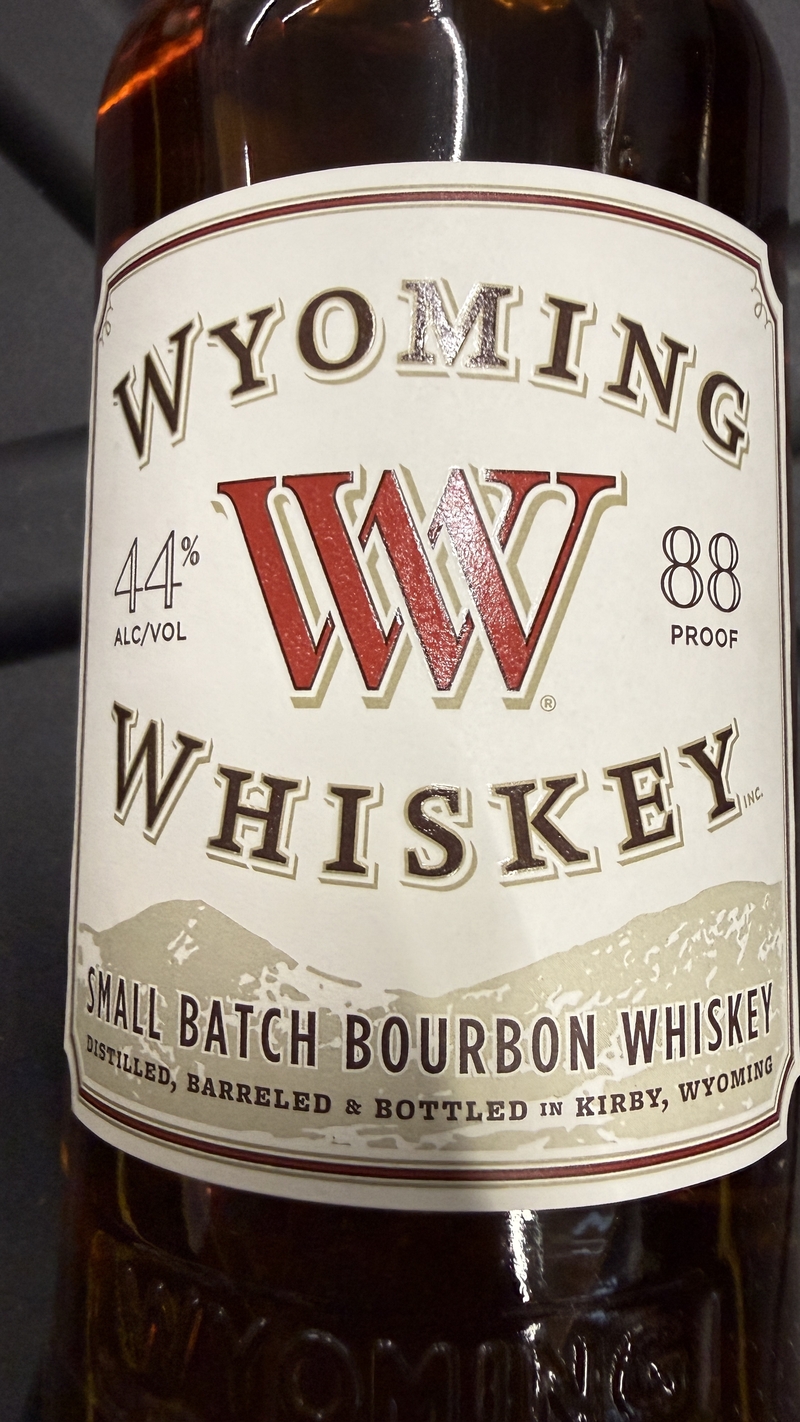 WYOMING
WW
44%
ALC/VOL
88
PROOF
®
WHISKEY INC.
SMALL BATCH BOURBON WHISKEY
DISTILLED, BARRELED & BOTTLED IN KIRBY, WYOMING
WYOMING